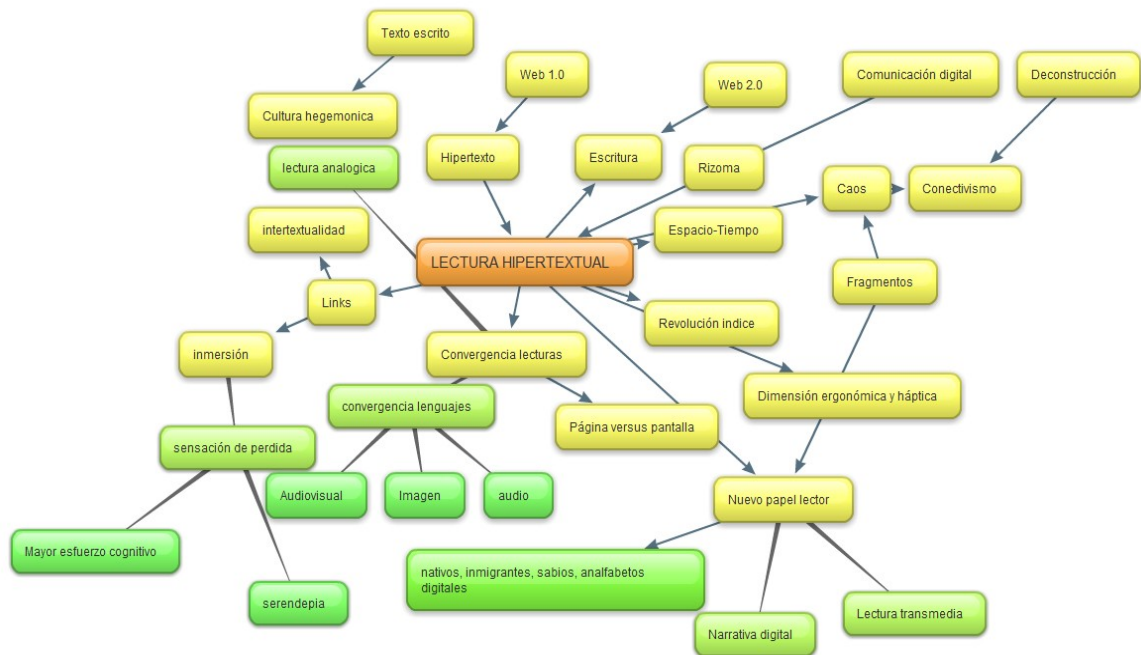 Texto escrito
Web 1.0
Web 2.0
Comunicación digital
Deconstrucción
Cultura hegemonica
lectura analogica
Hipertexto
Escritura
Rizoma
Caos
Conectivismo
intertextualidad
Espacio-Tiempo
LECTURA HIPERTEXTUAL
Fragmentos
Links
Revolución indice
inmersión
Convergencia lecturas
Dimensión ergonómica y háptica
convergencia lenguajes
Página versus pantalla
sensación de perdida
Audiovisual
Imagen
audio
Nuevo papel lector
Mayor esfuerzo cognitivo
nativos, inmigrantes, sabios, analfabetos
digitales
serendepia
Narrativa digital
Lectura transmedia